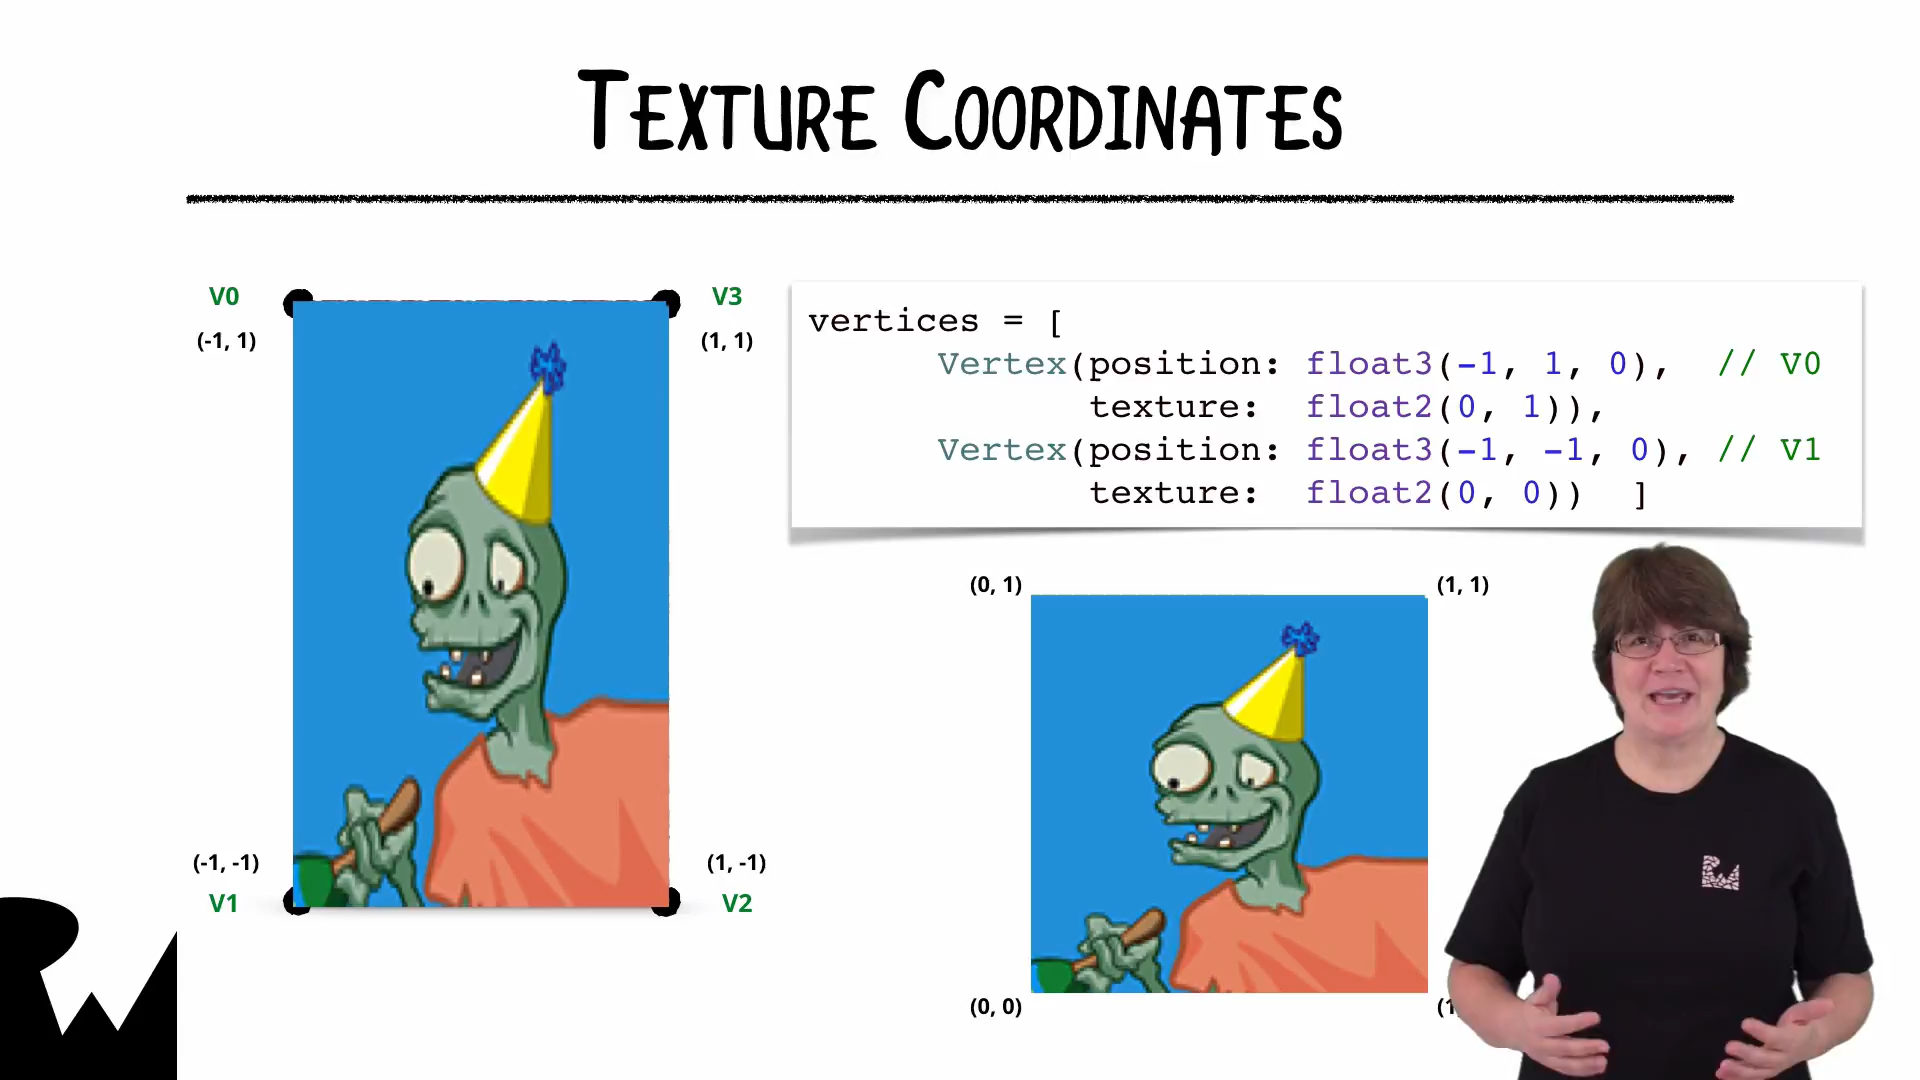 TEXTURE COORDINATES
V0
V3
(-1, 1)
(1, 1)
vertices = [
Vertex(position: float3(-1, 1, 0), // V0
texture: float2(0, 1)),
Vertex(position: float3(-1, -1, 0), // V1
texture: float2(0, 0)) ]
(0, 1)
(1, 1)
(-1, -1)
(1, -1)
V1
V2
(0, 0)